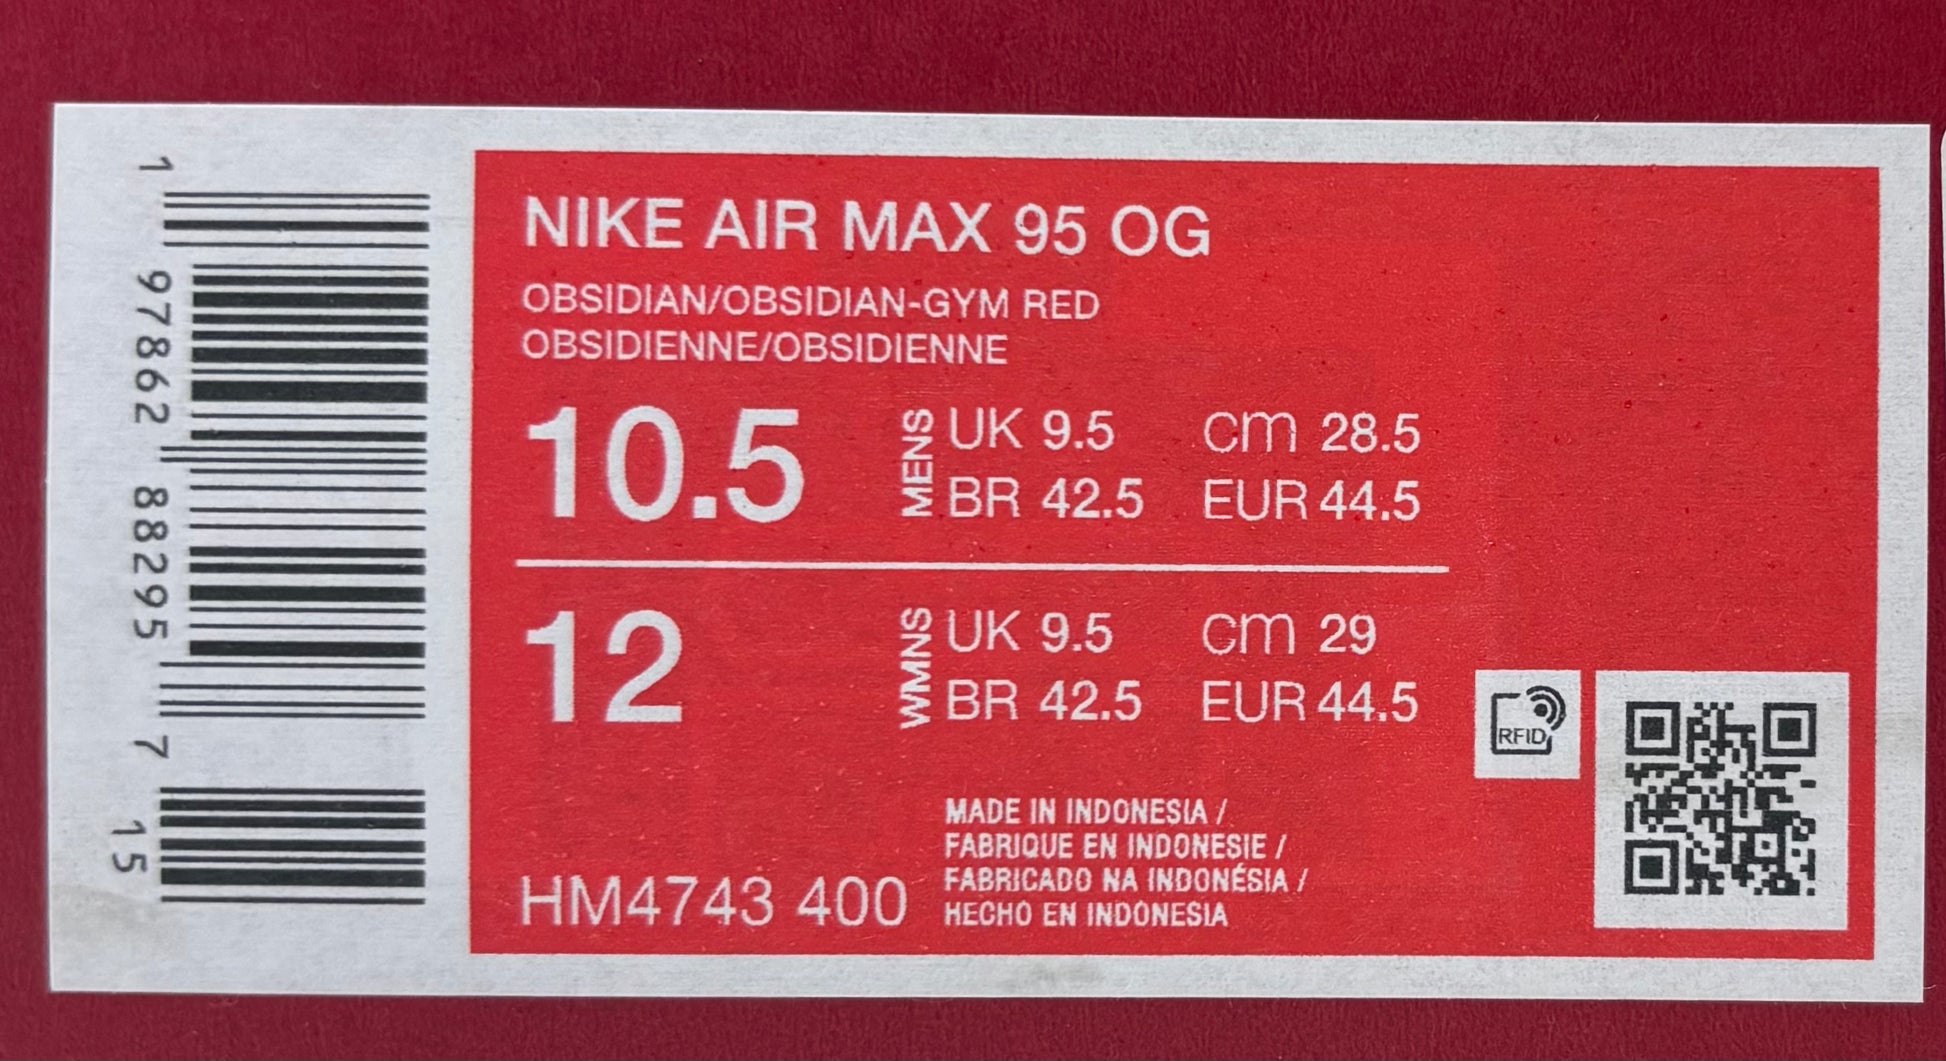 1 97862 88295 7 15
NIKE AIR MAX 95 OG
OBSIDIAN/OBSIDIAN-GYM RED
OBSIDIENNE/OBSIDIENNE
10.5
MENS
UK 9.5 cm 28.5
BR 42.5 EUR 44.5
12
WMNS
UK 9.5 cm 29
BR 42.5 EUR 44.5
RFID
MADE IN INDONESIA /
FABRIQUE EN INDONESIE /
FABRICADO NA INDONÉSIA /
HECHO EN INDONESIA
HM4743 400